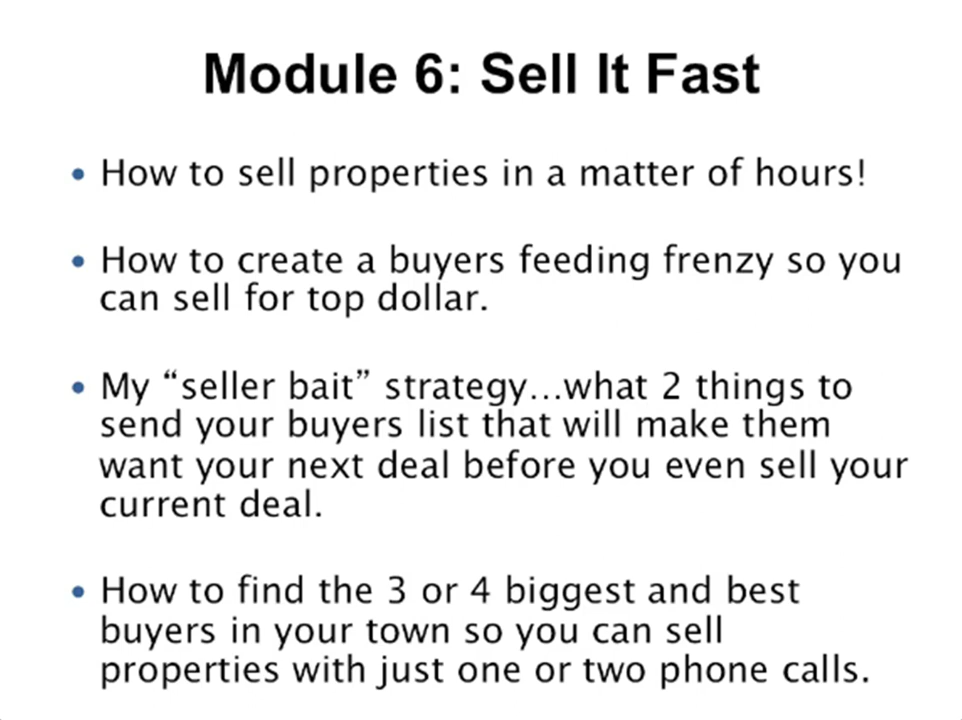 Module 6: Sell It Fast
• How to sell properties in a matter of hours!
• How to create a buyers feeding frenzy so you
can sell for top dollar.
• My “seller bait” strategy…what 2 things to
send your buyers list that will make them
want your next deal before you even sell your
current deal.
• How to find the 3 or 4 biggest and best
buyers in your town so you can sell
properties with just one or two phone calls.